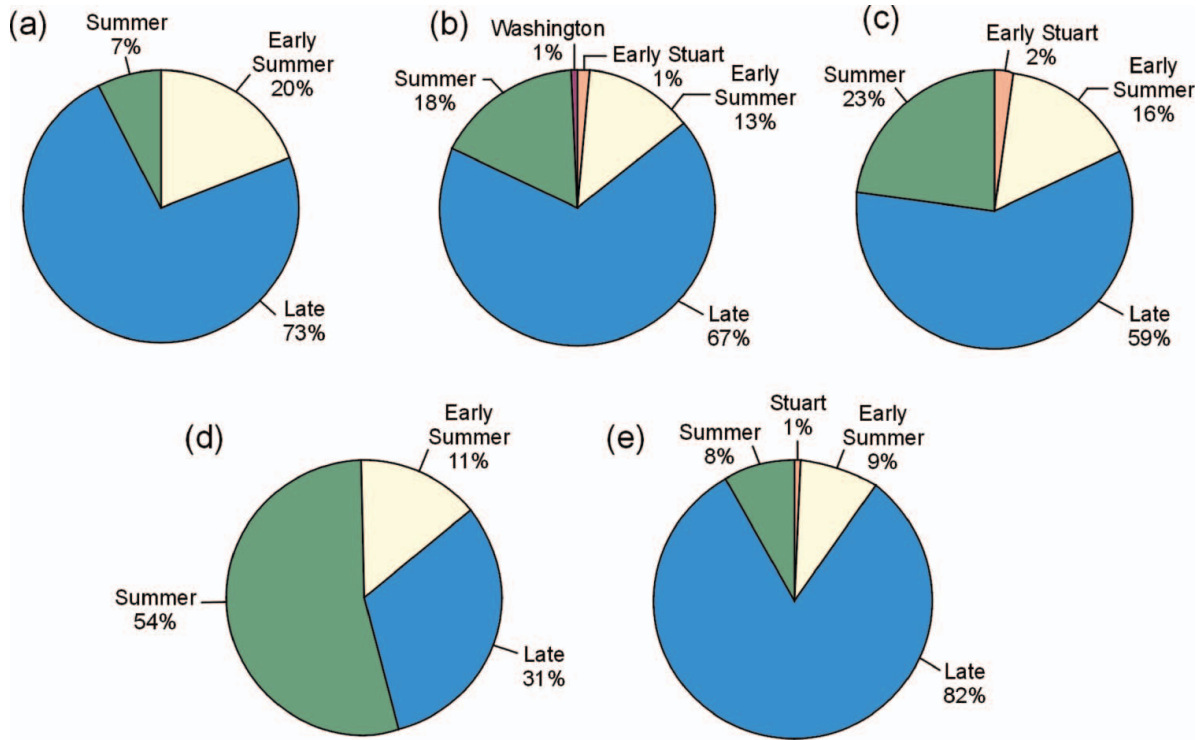 (a)
Summer
7%
Early
Summer
20%
Late
73%
(b)
Washington
1%
Early Stuart
1%
Early
Summer
13%
Summer
18%
Late
67%
(c)
Early Stuart
2%
Early
Summer
16%
Summer
23%
Late
59%
(d)
Early
Summer
11%
Summer
54%
Late
31%
(e)
Stuart
1%
Early
Summer
9%
Summer
8%
Late
82%